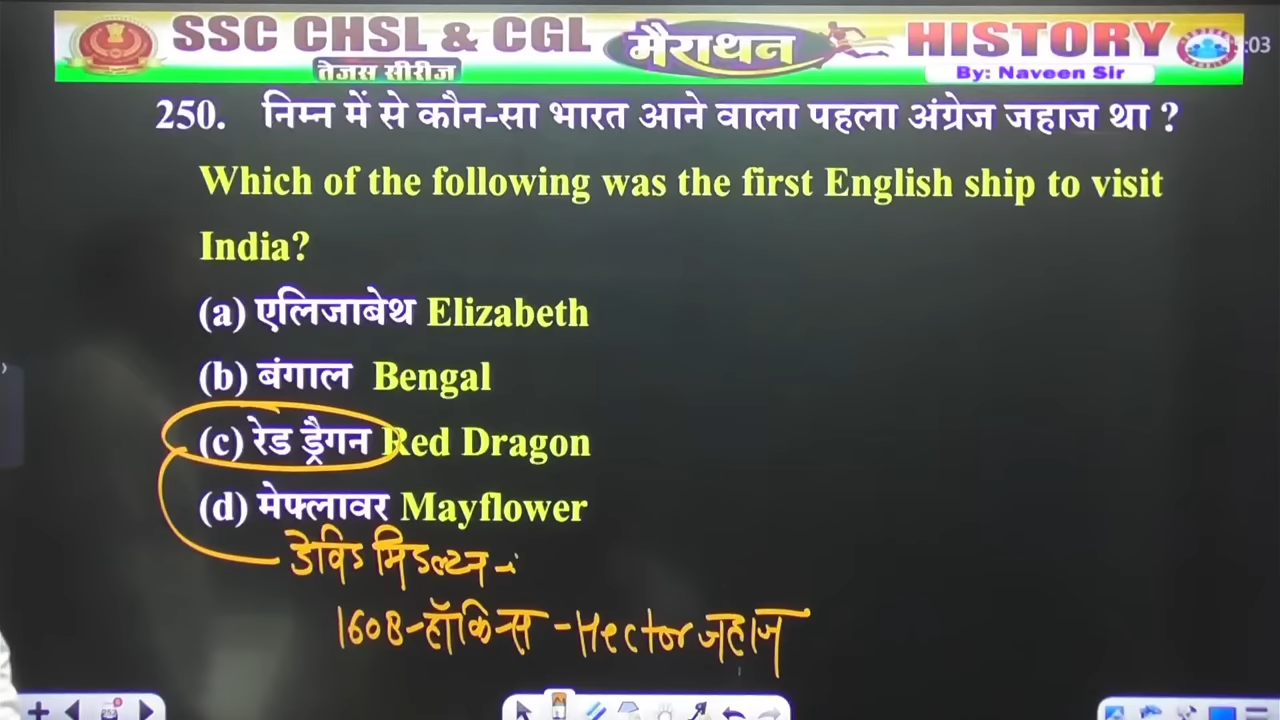 SSC CHSL & CGL मैराथन HISTORY
तेजस सीरीज By: Naveen Sir
5:03
250. निम्न में से कौन-सा भारत आने वाला पहला अंग्रेज जहाज था ?
Which of the following was the first English ship to visit
India?
(a) एलिजाबेथ Elizabeth
(b) बंगाल Bengal
(c) रेड ड्रैगन Red Dragon
(d) मेफ्लावर Mayflower
डेविड मिडल्टन -
1608-हॉकिन्स -Hector जहाज